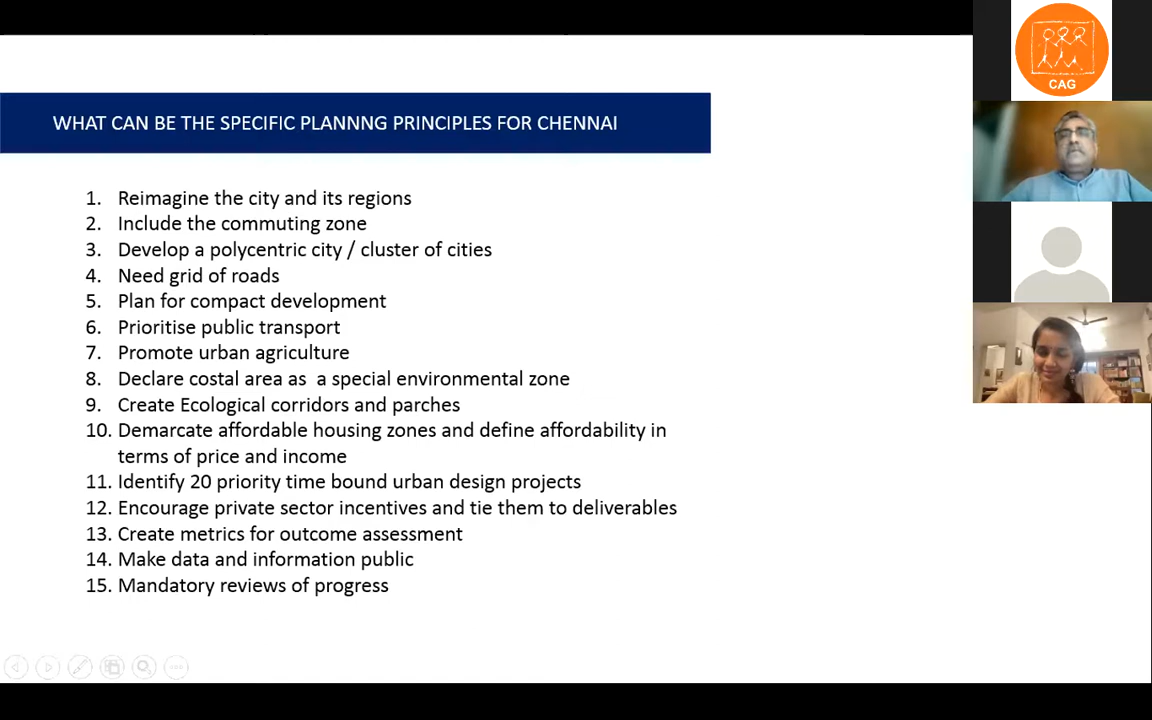 WHAT CAN BE THE SPECIFIC PLANNNG PRINCIPLES FOR CHENNAI
1. Reimagine the city and its regions
2. Include the commuting zone
3. Develop a polycentric city / cluster of cities
4. Need grid of roads
5. Plan for compact development
6. Prioritise public transport
7. Promote urban agriculture
8. Declare costal area as  a special environmental zone
9. Create Ecological corridors and parches
10. Demarcate affordable housing zones and define affordability in
terms of price and income
11. Identify 20 priority time bound urban design projects
12. Encourage private sector incentives and tie them to deliverables
13. Create metrics for outcome assessment
14. Make data and information public
15. Mandatory reviews of progress
CAG